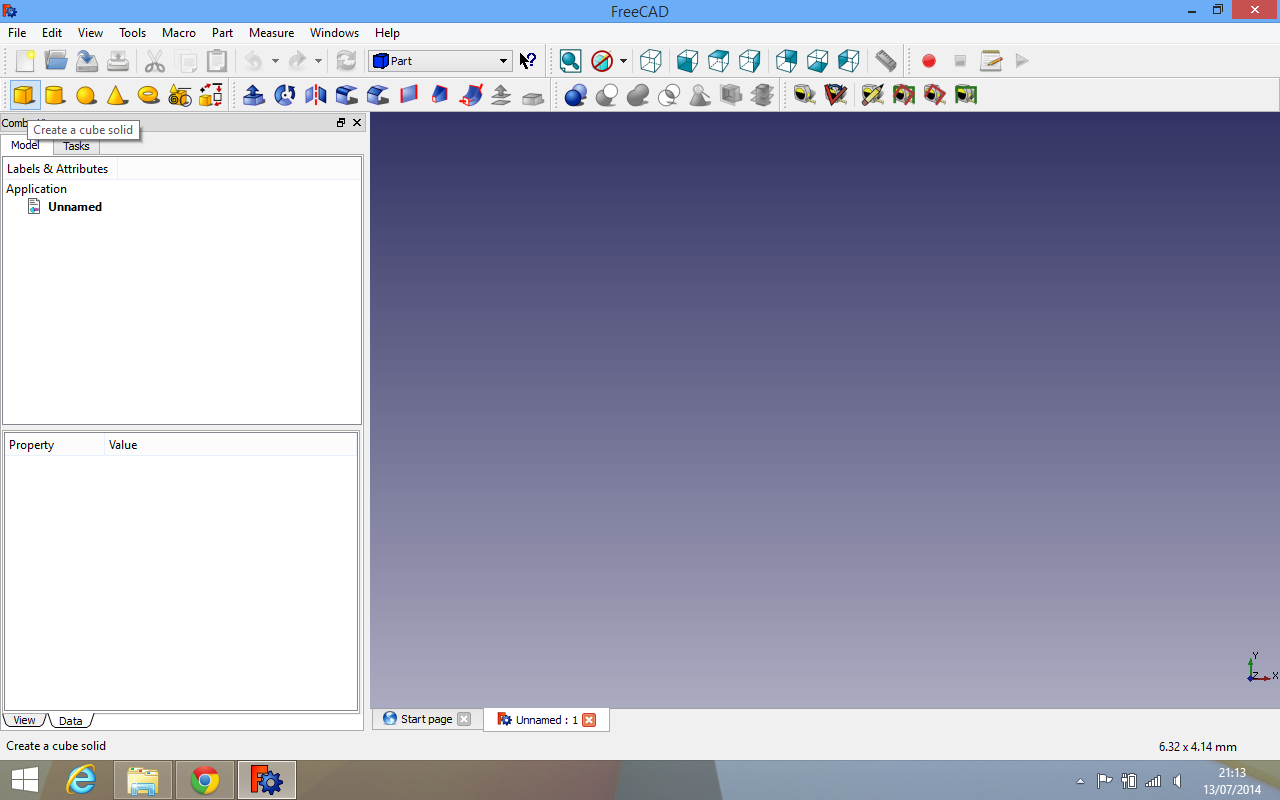 FreeCAD
File Edit View Tools Macro Part Measure Windows Help
Part
Create a cube solid
Model Tasks
Labels & Attributes
Application
Unnamed
Property Value
View Data
Start page Unnamed : 1
Y
Z X
Create a cube solid 6.32 x 4.14 mm
21:13
13/07/2014